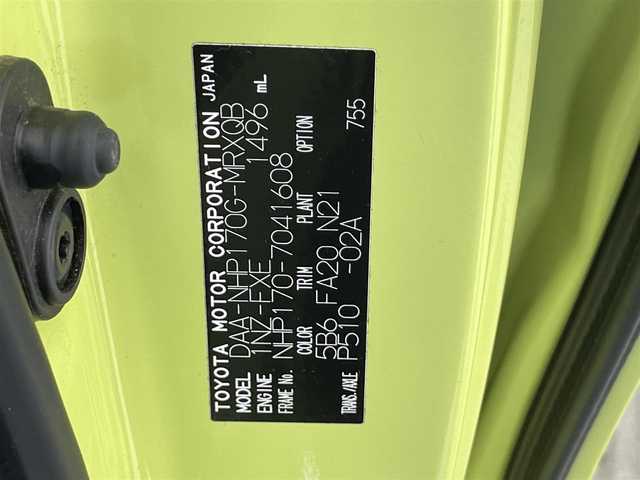 TOYOTA MOTOR CORPORATION JAPAN
MODEL DAA-NHP170G-MRXQB
ENGINE 1NZ-FXE 1496 mL
FRAME No. NHP170-7041608
COLOR TRIM PLANT OPTION
5B6 FA20 N21
TRANS./AXLE P510 -02A 755